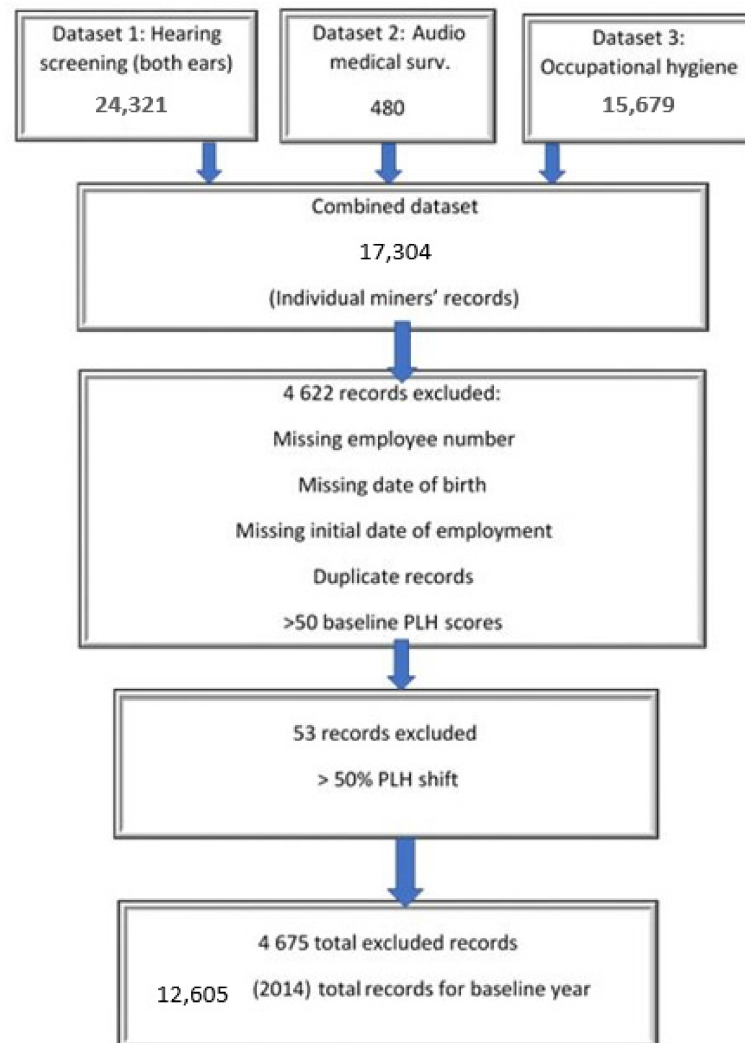 Dataset 1: Hearing
screening (both ears)
24,321
Dataset 2: Audio
medical surv.
480
Dataset 3:
Occupational hygiene
15,679
Combined dataset
17,304
(Individual miners’ records)
4 622 records excluded:
Missing employee number
Missing date of birth
Missing initial date of employment
Duplicate records
>50 baseline PLH scores
53 records excluded
> 50% PLH shift
4 675 total excluded records
12,605 (2014) total records for baseline year